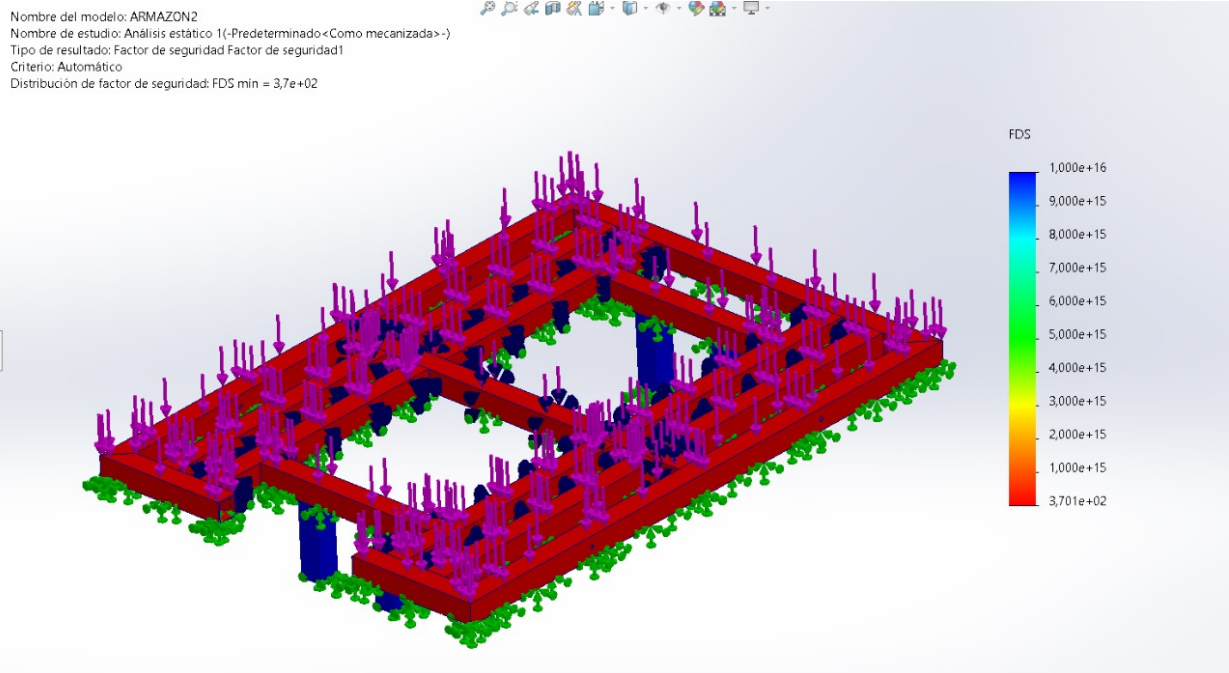 Nombre del modelo: ARMAZON2
Nombre de estudio: Análisis estático 1(-Predeterminado<Como mecanizada>-)
Tipo de resultado: Factor de seguridad Factor de seguridad1
Criterio: Automático
Distribución de factor de seguridad: FDS mín = 3,7e+02
FDS
1,000e+16
9,000e+15
8,000e+15
7,000e+15
6,000e+15
5,000e+15
4,000e+15
3,000e+15
2,000e+15
1,000e+15
3,701e+02